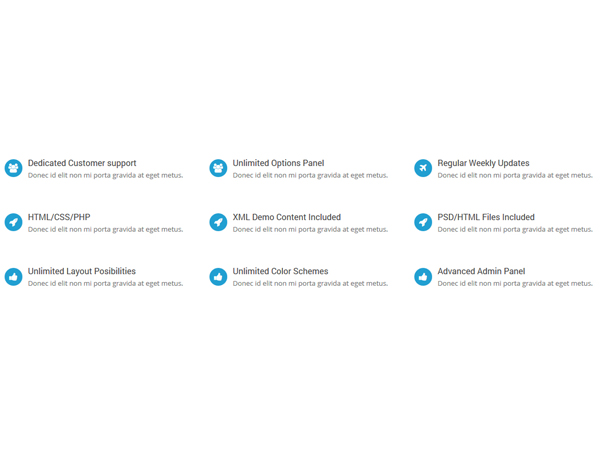 Dedicated Customer support
Donec id elit non mi porta gravida at eget metus.
Unlimited Options Panel
Donec id elit non mi porta gravida at eget metus.
Regular Weekly Updates
Donec id elit non mi porta gravida at eget metus.
HTML/CSS/PHP
Donec id elit non mi porta gravida at eget metus.
XML Demo Content Included
Donec id elit non mi porta gravida at eget metus.
PSD/HTML Files Included
Donec id elit non mi porta gravida at eget metus.
Unlimited Layout Posibilities
Donec id elit non mi porta gravida at eget metus.
Unlimited Color Schemes
Donec id elit non mi porta gravida at eget metus.
Advanced Admin Panel
Donec id elit non mi porta gravida at eget metus.